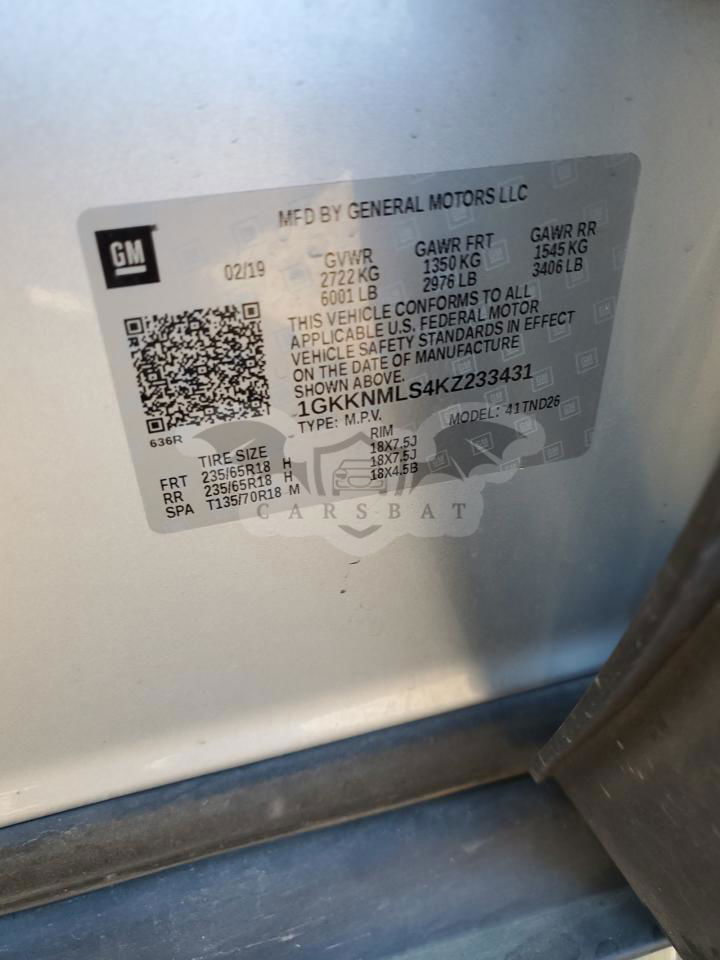 MFD BY GENERAL MOTORS LLC
GM
02/19
GVWR GAWR FRT GAWR RR
2722 KG 1350 KG 1545 KG
6001 LB 2976 LB 3406 LB
THIS VEHICLE CONFORMS TO ALL
APPLICABLE U.S. FEDERAL MOTOR
VEHICLE SAFETY STANDARDS IN EFFECT
ON THE DATE OF MANUFACTURE
SHOWN ABOVE.
1GKKNMLS4KZ233431
TYPE: M.P.V. MODEL: 41TND26
636R
TIRE SIZE RIM
FRT 235/65R18 H 18X7.5J
RR 235/65R18 H 18X7.5J
SPA T135/70R18 M 18X4.5B
CARSBAT